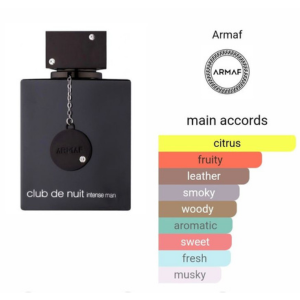 Armaf
ARMAF
main accords
citrus
fruity
leather
smoky
woody
aromatic
sweet
fresh
musky
ARMAF
club de nuit intense man